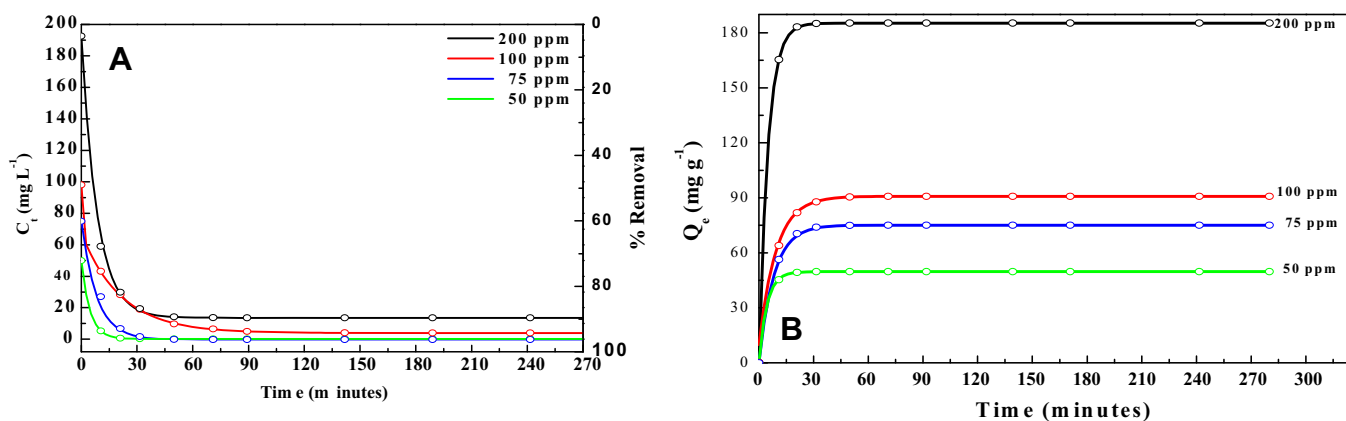 A
200 ppm
100 ppm
75 ppm
50 ppm
C_t (mg L^-1)
200
180
160
140
120
100
80
60
40
20
0
0
20
40
60
80
100
% Removal
0 30 60 90 120 150 180 210 240 270
Time (m inutes)
B
Q_e (mg g^-1)
180
150
120
90
60
30
0
200 ppm
100 ppm
75 ppm
50 ppm
0 30 60 90 120 150 180 210 240 270 300
Time (minutes)